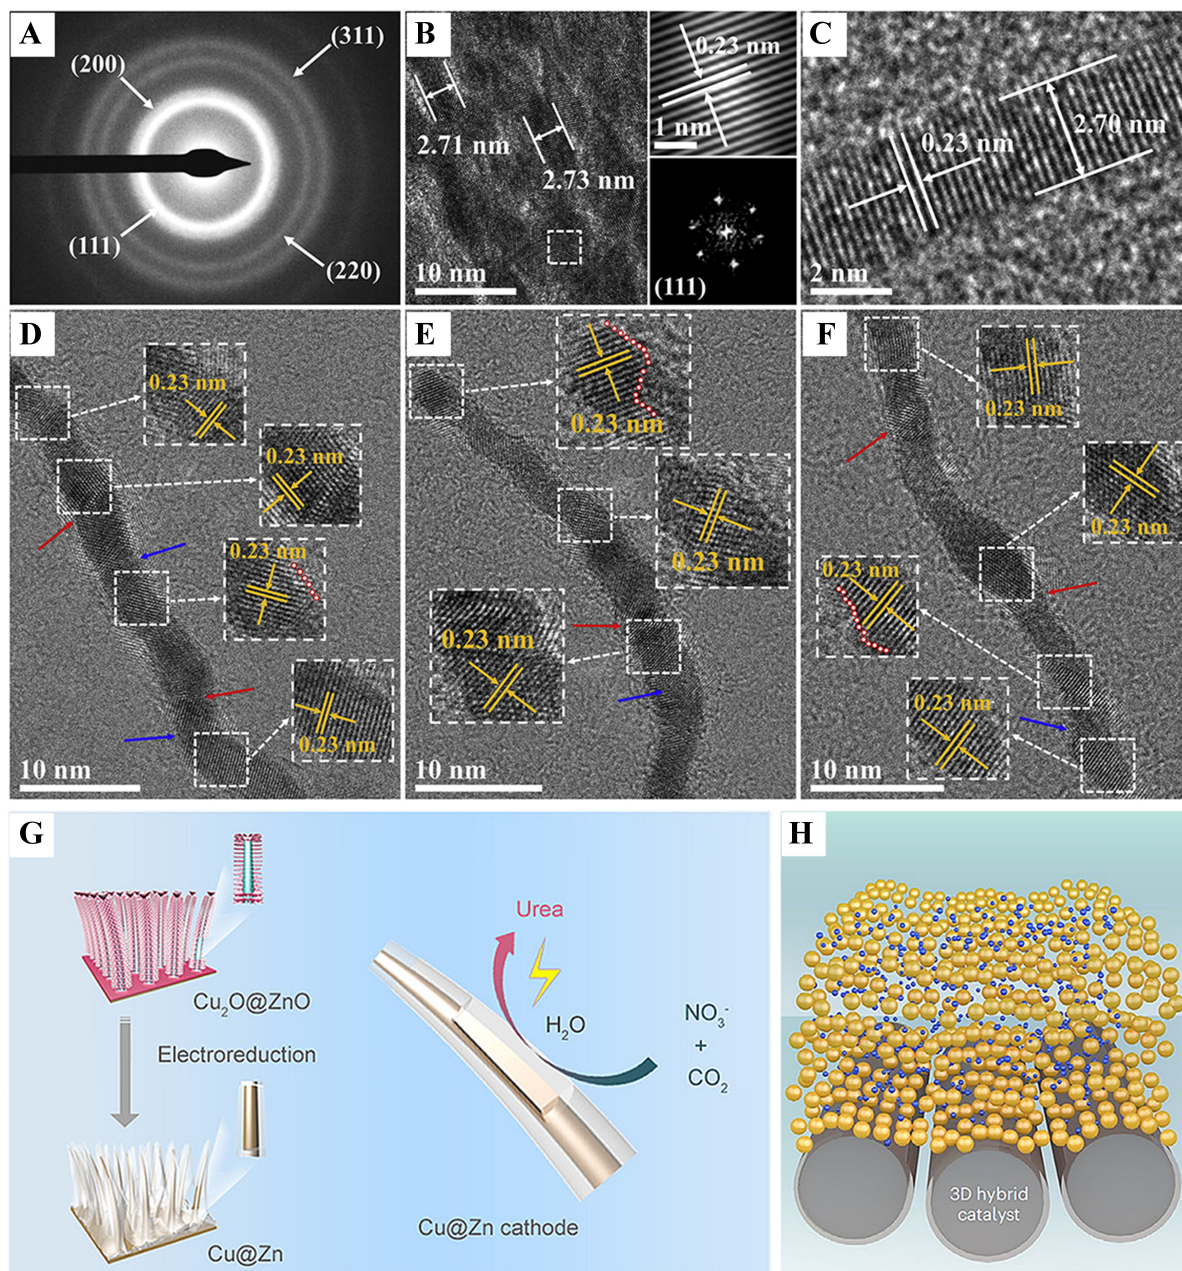 A
(311)
(200)
(111)
(220)
B
2.71 nm
2.73 nm
10 nm
0.23 nm
1 nm
(111)
C
0.23 nm
2.70 nm
2 nm
D
0.23 nm
0.23 nm
0.23 nm
0.23 nm
10 nm
E
0.23 nm
0.23 nm
0.23 nm
10 nm
F
0.23 nm
0.23 nm
0.23 nm
0.23 nm
10 nm
G
Cu₂O@ZnO
Electroreduction
Cu@Zn
Urea
H₂O
NO₃⁻
+
CO₂
Cu@Zn cathode
H
3D hybrid
catalyst